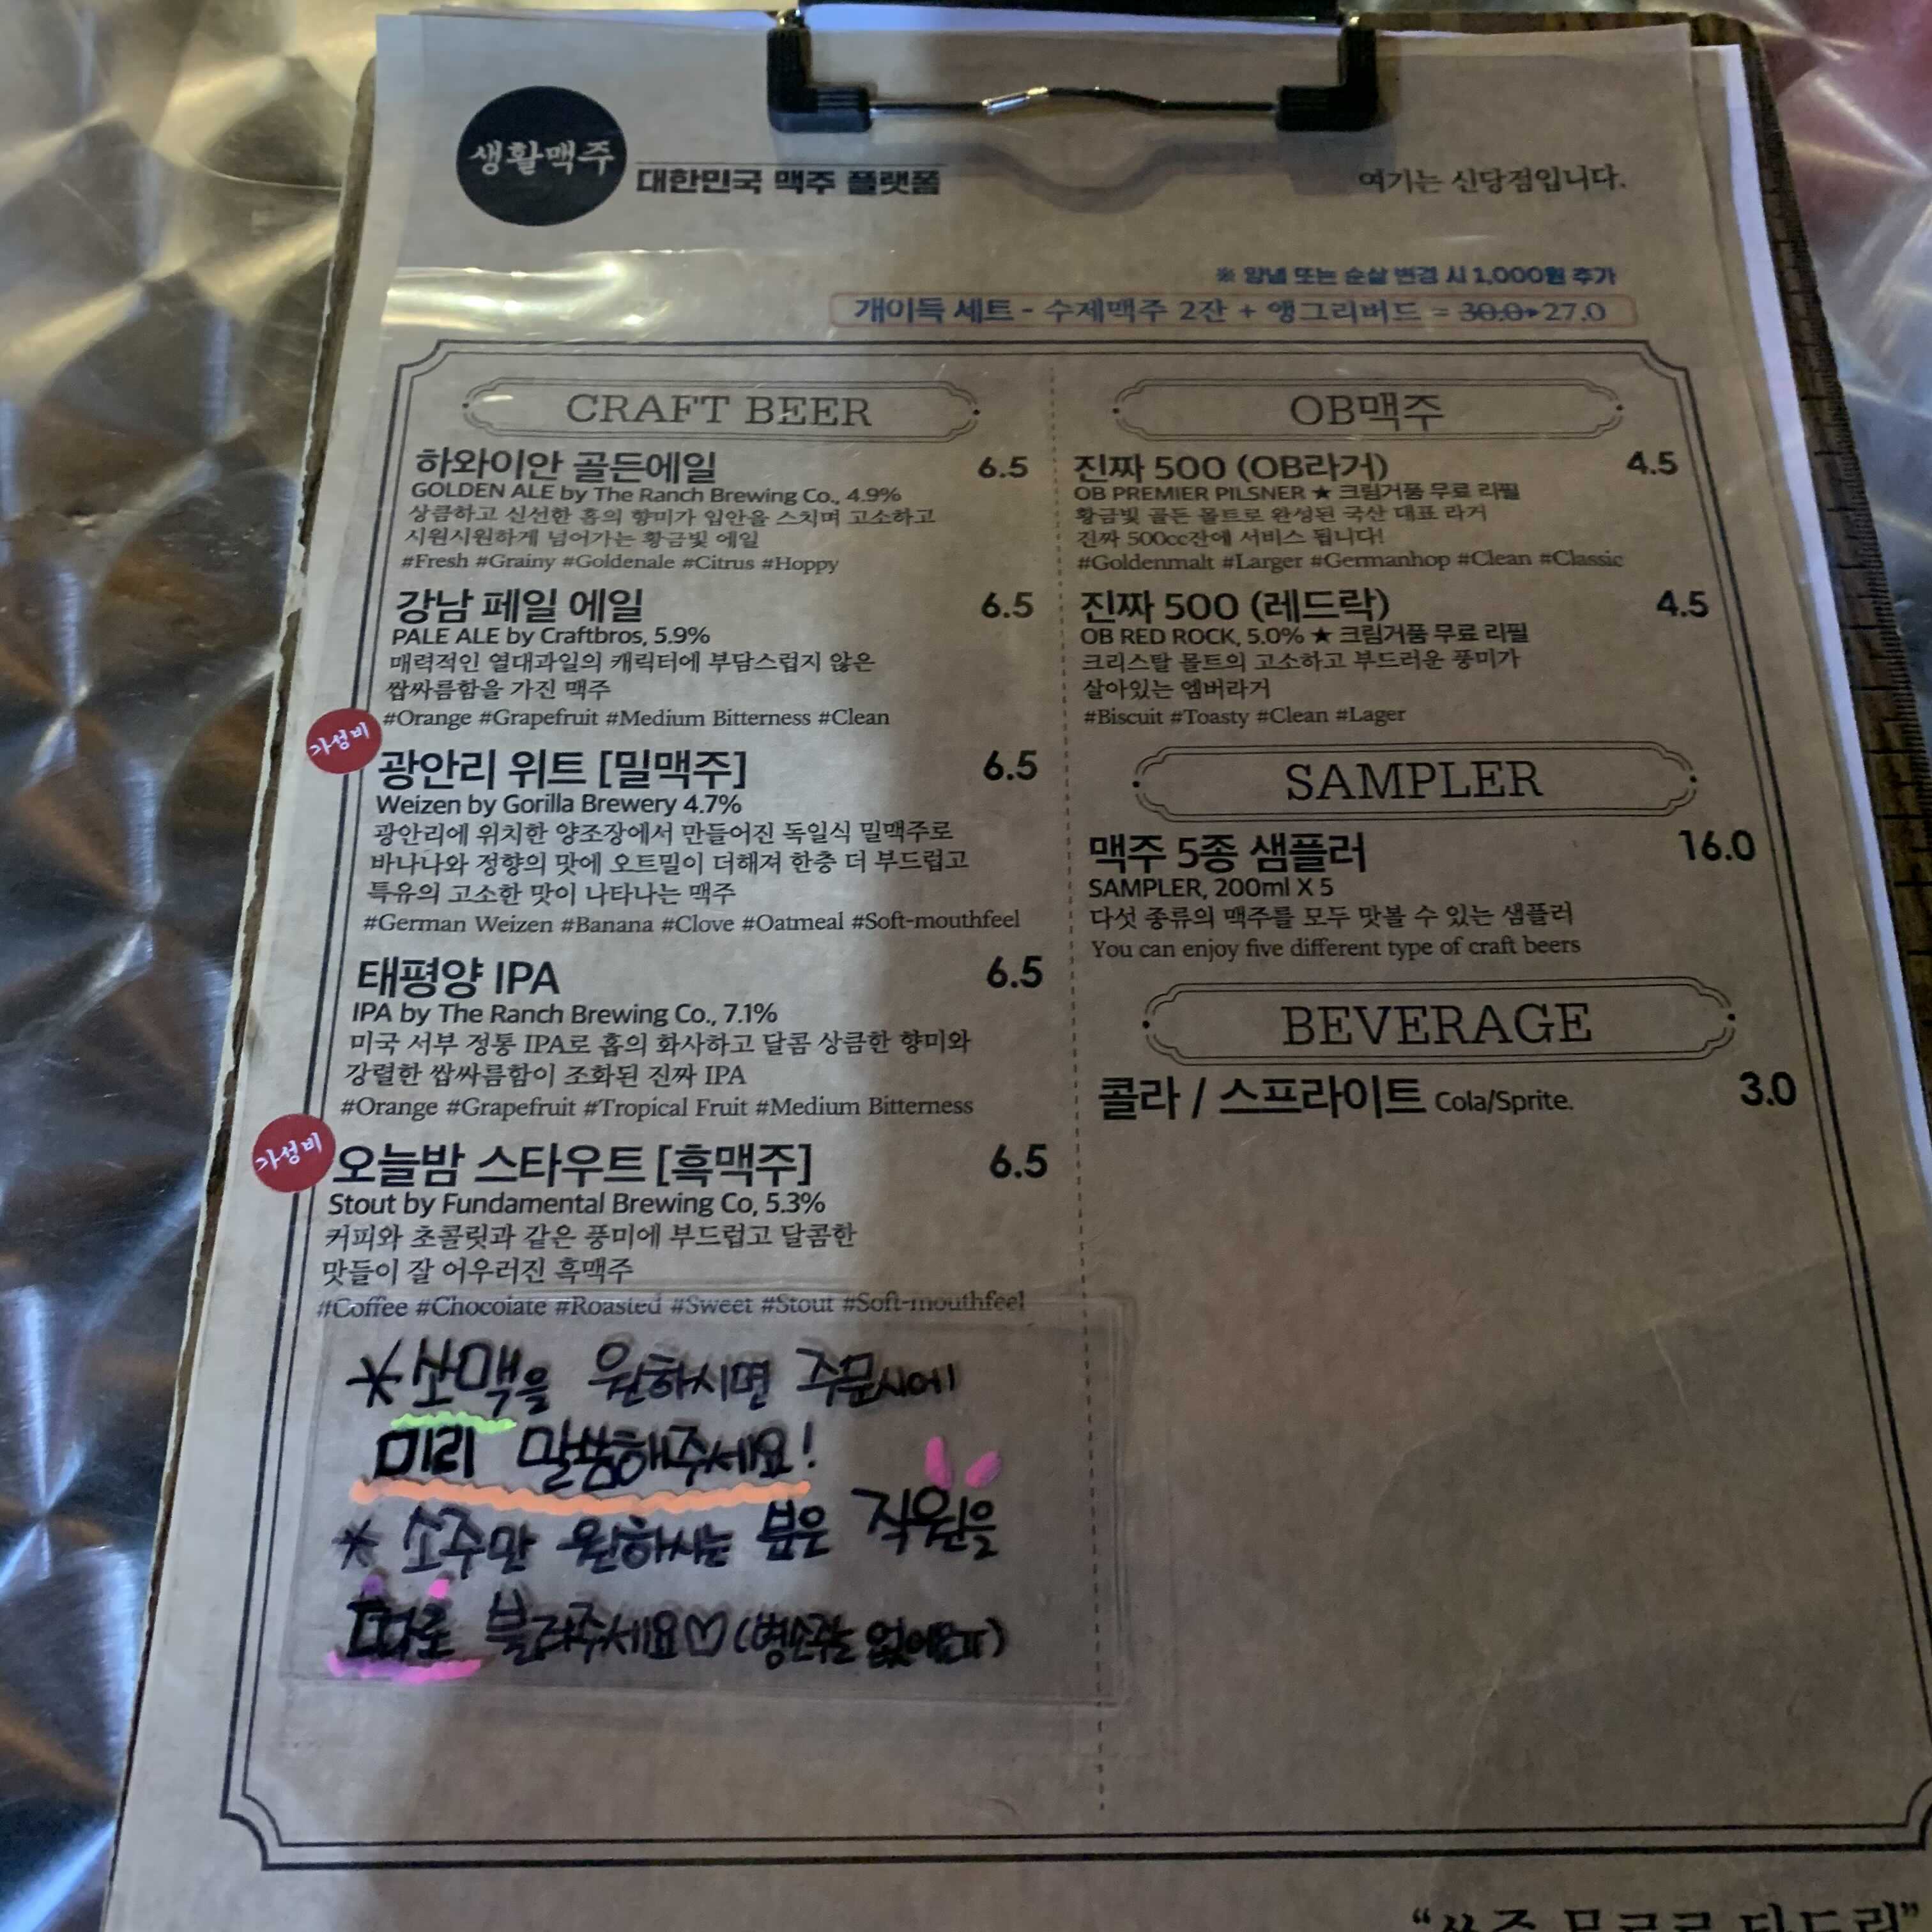 생활맥주
대한민국 맥주 플랫폼
여기는 신당점입니다.
※ 양념 또는 순살 변경 시 1,000원 추가
개이득 세트 - 수제맥주 2잔 + 앵그리버드 = 30.0▸27.0
CRAFT BEER
하와이안 골든에일 6.5
GOLDEN ALE by The Ranch Brewing Co., 4.9%
상큼하고 신선한 홉의 향미가 입안을 스치며 고소하고
시원시원하게 넘어가는 황금빛 에일
#Fresh #Grainy #Goldenale #Citrus #Hoppy
강남 페일 에일 6.5
PALE ALE by Craftbros, 5.9%
매력적인 열대과일의 캐릭터에 부담스럽지 않은
쌉싸름함을 가진 맥주
#Orange #Grapefruit #Medium Bitterness #Clean
가성비
광안리 위트 [밀맥주] 6.5
Weizen by Gorilla Brewery 4.7%
광안리에 위치한 양조장에서 만들어진 독일식 밀맥주로
바나나와 정향의 맛에 오트밀이 더해져 한층 더 부드럽고
특유의 고소한 맛이 나타나는 맥주
#German Weizen #Banana #Clove #Oatmeal #Soft-mouthfeel
태평양 IPA 6.5
IPA by The Ranch Brewing Co., 7.1%
미국 서부 정통 IPA로 홉의 화사하고 달콤 상큼한 향미와
강렬한 쌉싸름함이 조화된 진짜 IPA
#Orange #Grapefruit #Tropical Fruit #Medium Bitterness
가성비
오늘밤 스타우트 [흑맥주] 6.5
Stout by Fundamental Brewing Co, 5.3%
커피와 초콜릿과 같은 풍미에 부드럽고 달콤한
맛들이 잘 어우러진 흑맥주
#Coffee #Chocolate #Roasted #Sweet #Stout #Soft-mouthfeel
*소맥을 원하시면 주문시에
미리 말씀해주세요!
* 소주만 원하시는 분은 직원을
따로 불러주세요♡(병소주는 없어요ㅠ)
OB맥주
진짜 500 (OB라거) 4.5
OB PREMIER PILSNER ★ 크림거품 무료 리필
황금빛 골든 몰트로 완성된 국산 대표 라거
진짜 500cc잔에 서비스 됩니다!
#Goldenmalt #Larger #Germanhop #Clean #Classic
진짜 500 (레드락) 4.5
OB RED ROCK, 5.0% ★ 크림거품 무료 리필
크리스탈 몰트의 고소하고 부드러운 풍미가
살아있는 엠버라거
#Biscuit #Toasty #Clean #Lager
SAMPLER
맥주 5종 샘플러 16.0
SAMPLER, 200ml X 5
다섯 종류의 맥주를 모두 맛볼 수 있는 샘플러
You can enjoy five different type of craft beers
BEVERAGE
콜라 / 스프라이트 Cola/Sprite. 3.0